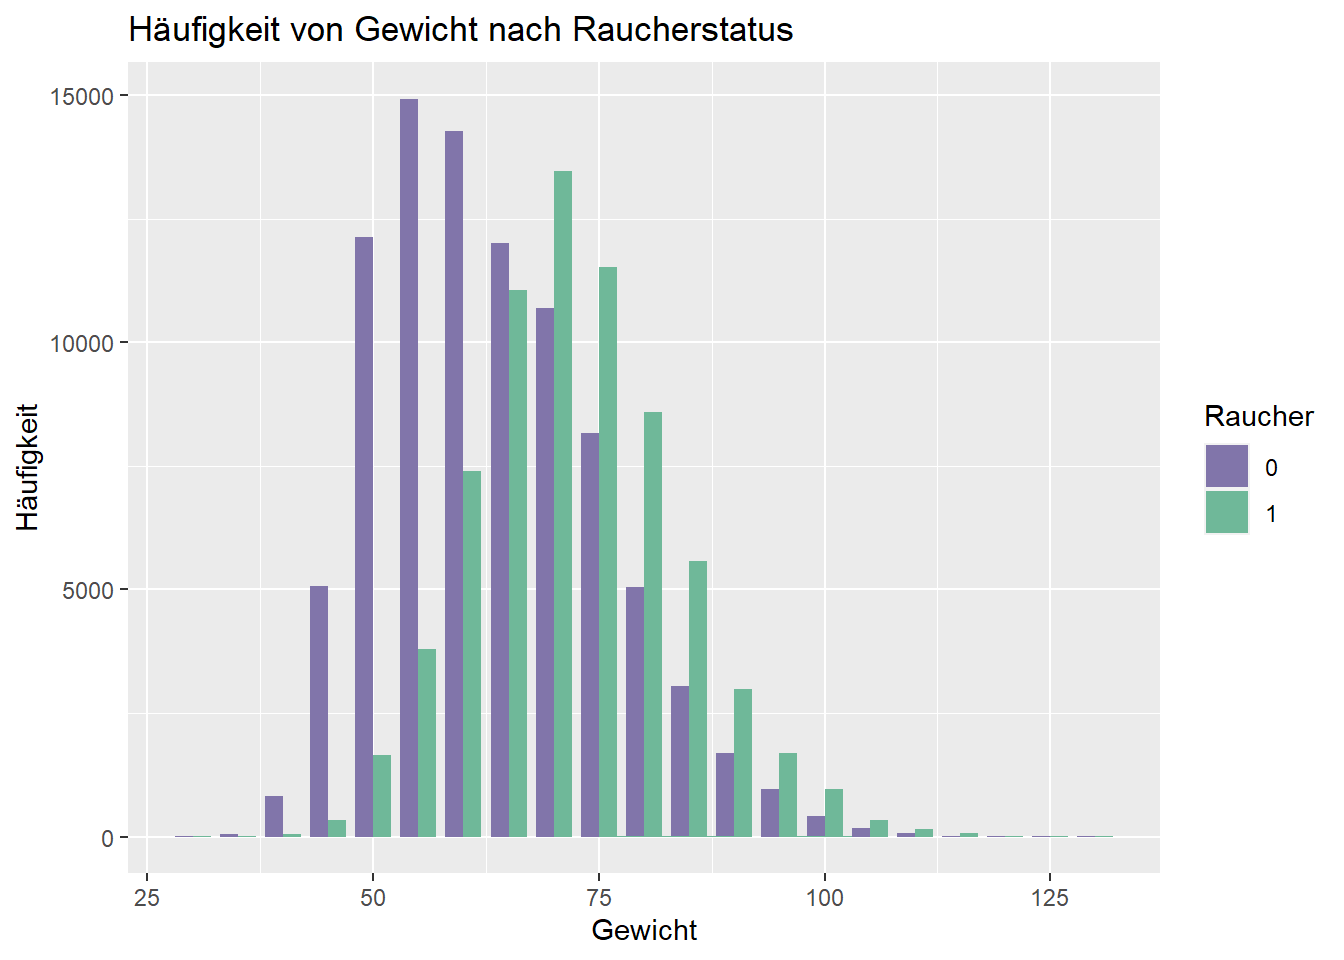 Häufigkeit von Gewicht nach Raucherstatus
15000
10000
5000
0
Häufigkeit
25 50 75 100 125
Gewicht
Raucher
0
1